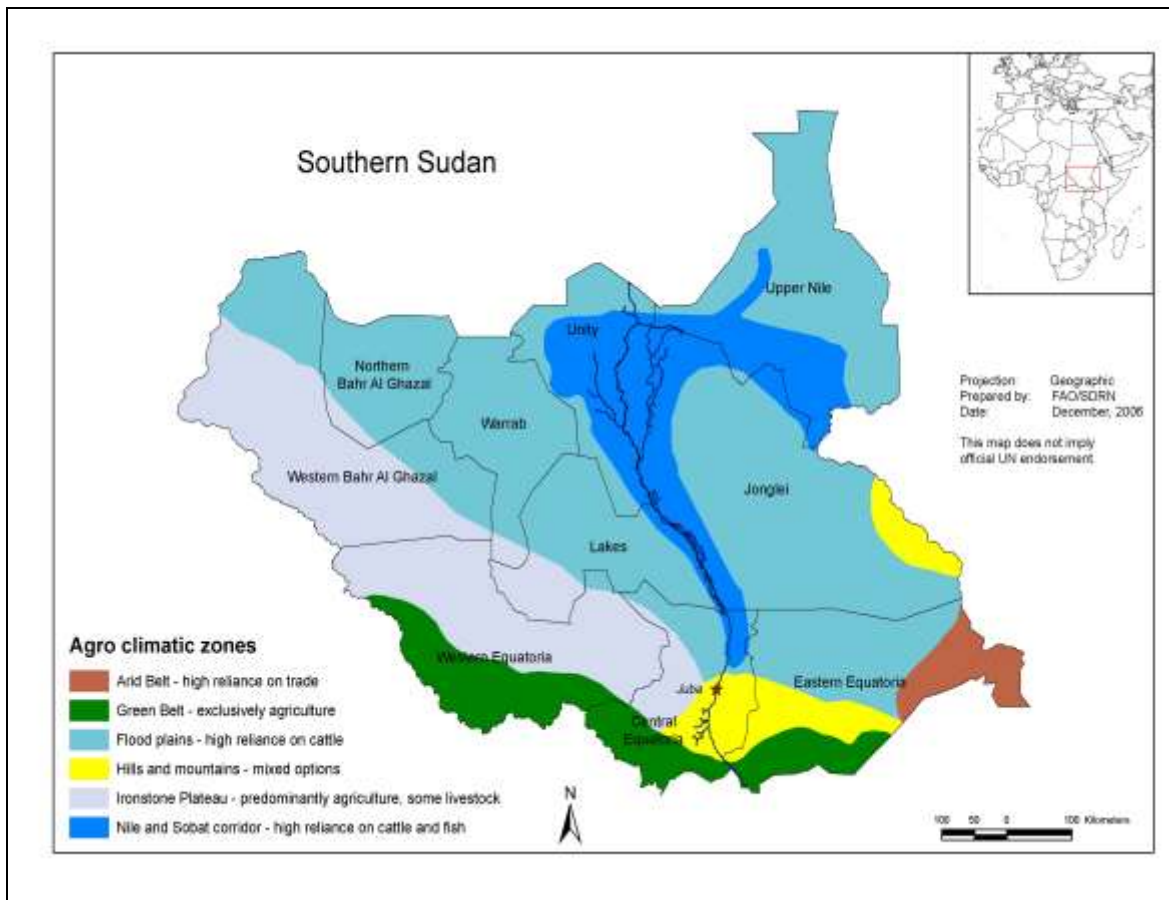 Southern Sudan
Upper Nile
Unity
Northern
Bahr Al Ghazal
Warrab
Western Bahr Al Ghazal
Jonglei
Lakes
Western Equatoria
Eastern Equatoria
Juba
Central
Equatoria
Projection: Geographic
Prepared by: FAO/SDRN
Date: December, 2006
This map does not imply
official UN endorsement.
Agro climatic zones
Arid Belt - high reliance on trade
Green Belt - exclusively agriculture
Flood plains - high reliance on cattle
Hills and mountains - mixed options
Ironstone Plateau - predominantly agriculture, some livestock
Nile and Sobat corridor - high reliance on cattle and fish
N
100 50 0 100 Kilometers